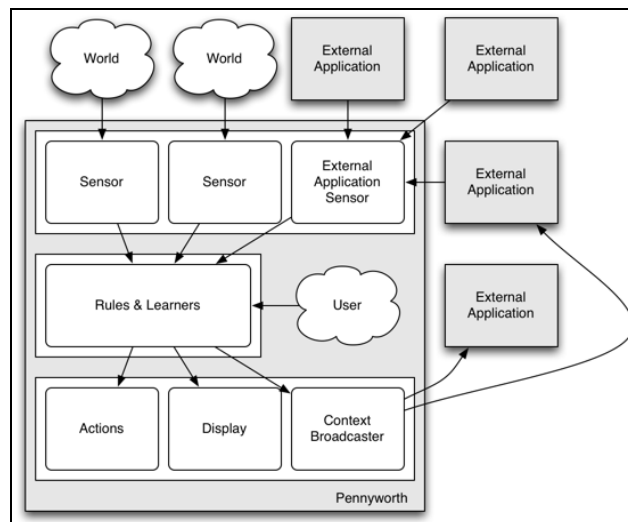 World
World
External
Application
External
Application
Sensor
Sensor
External
Application
Sensor
External
Application
Rules & Learners
User
External
Application
Actions
Display
Context
Broadcaster
Pennyworth